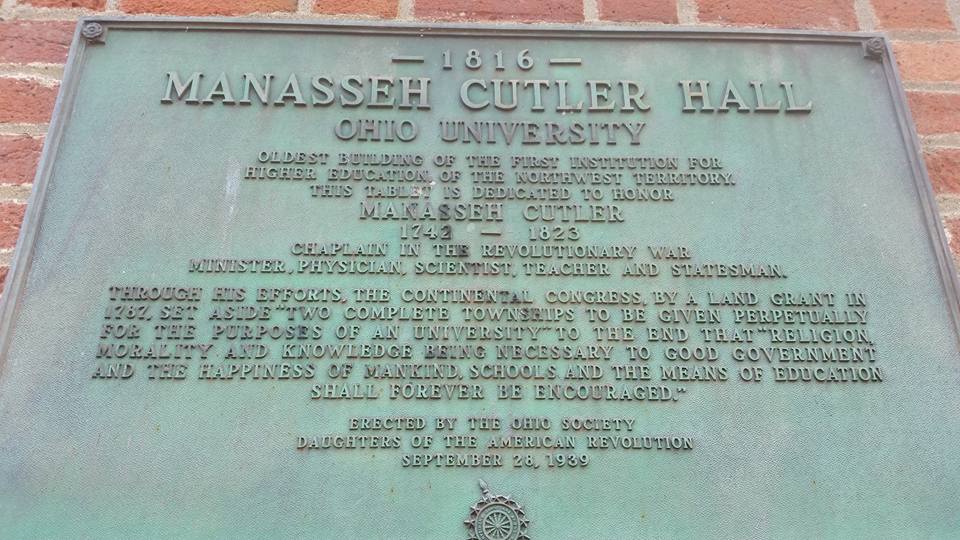 — 1816 —
MANASSEH CUTLER HALL
OHIO UNIVERSITY
OLDEST BUILDING OF THE FIRST INSTITUTION FOR
HIGHER EDUCATION, OF THE NORTHWEST TERRITORY.
THIS TABLET IS DEDICATED TO HONOR
MANASSEH CUTLER
1742 — 1823
CHAPLAIN IN THE REVOLUTIONARY WAR
MINISTER, PHYSICIAN, SCIENTIST, TEACHER AND STATESMAN.
THROUGH HIS EFFORTS, THE CONTINENTAL CONGRESS, BY A LAND GRANT IN
1787, SET ASIDE "TWO COMPLETE TOWNSHIPS TO BE GIVEN PERPETUALLY
FOR THE PURPOSES OF AN UNIVERSITY" TO THE END THAT "RELIGION,
MORALITY AND KNOWLEDGE BEING NECESSARY TO GOOD GOVERNMENT
AND THE HAPPINESS OF MANKIND, SCHOOLS AND THE MEANS OF EDUCATION
SHALL FOREVER BE ENCOURAGED."
ERECTED BY THE OHIO SOCIETY
DAUGHTERS OF THE AMERICAN REVOLUTION
SEPTEMBER 28, 1939